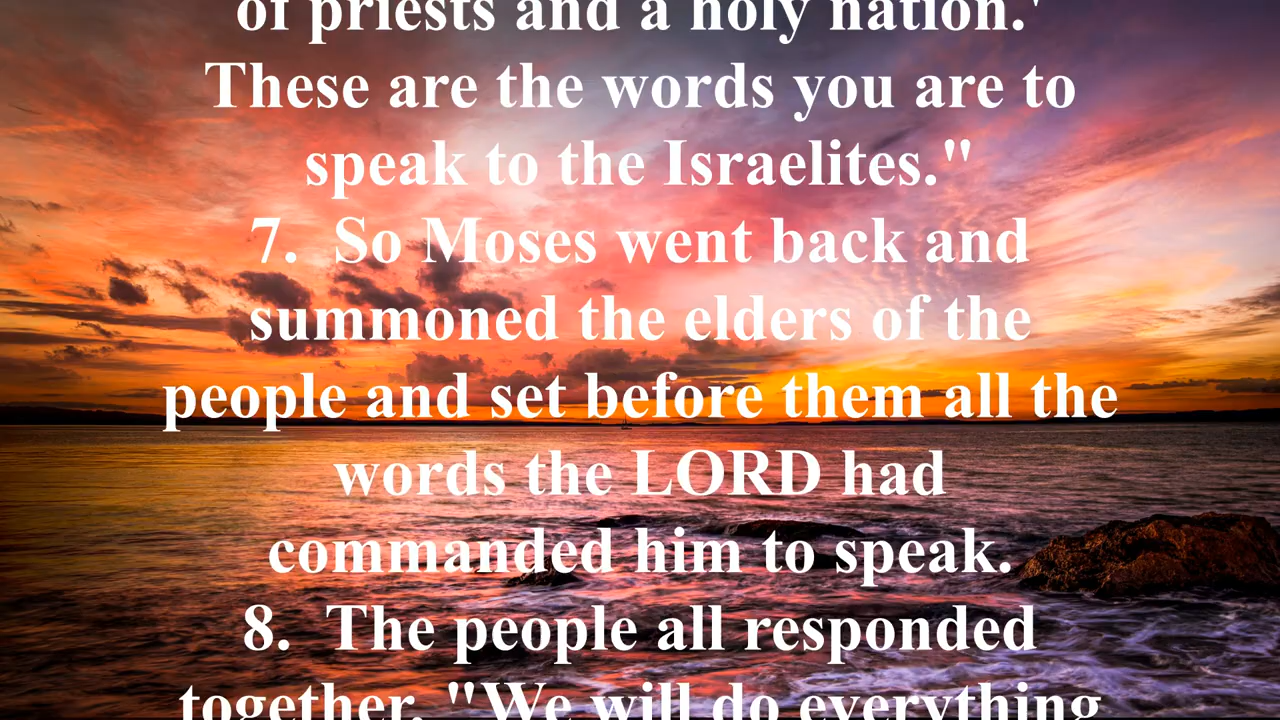 of priests and a holy nation.'
These are the words you are to
speak to the Israelites."
7.  So Moses went back and
summoned the elders of the
people and set before them all the
words the LORD had
commanded him to speak.
8.  The people all responded
together, "We will do everything